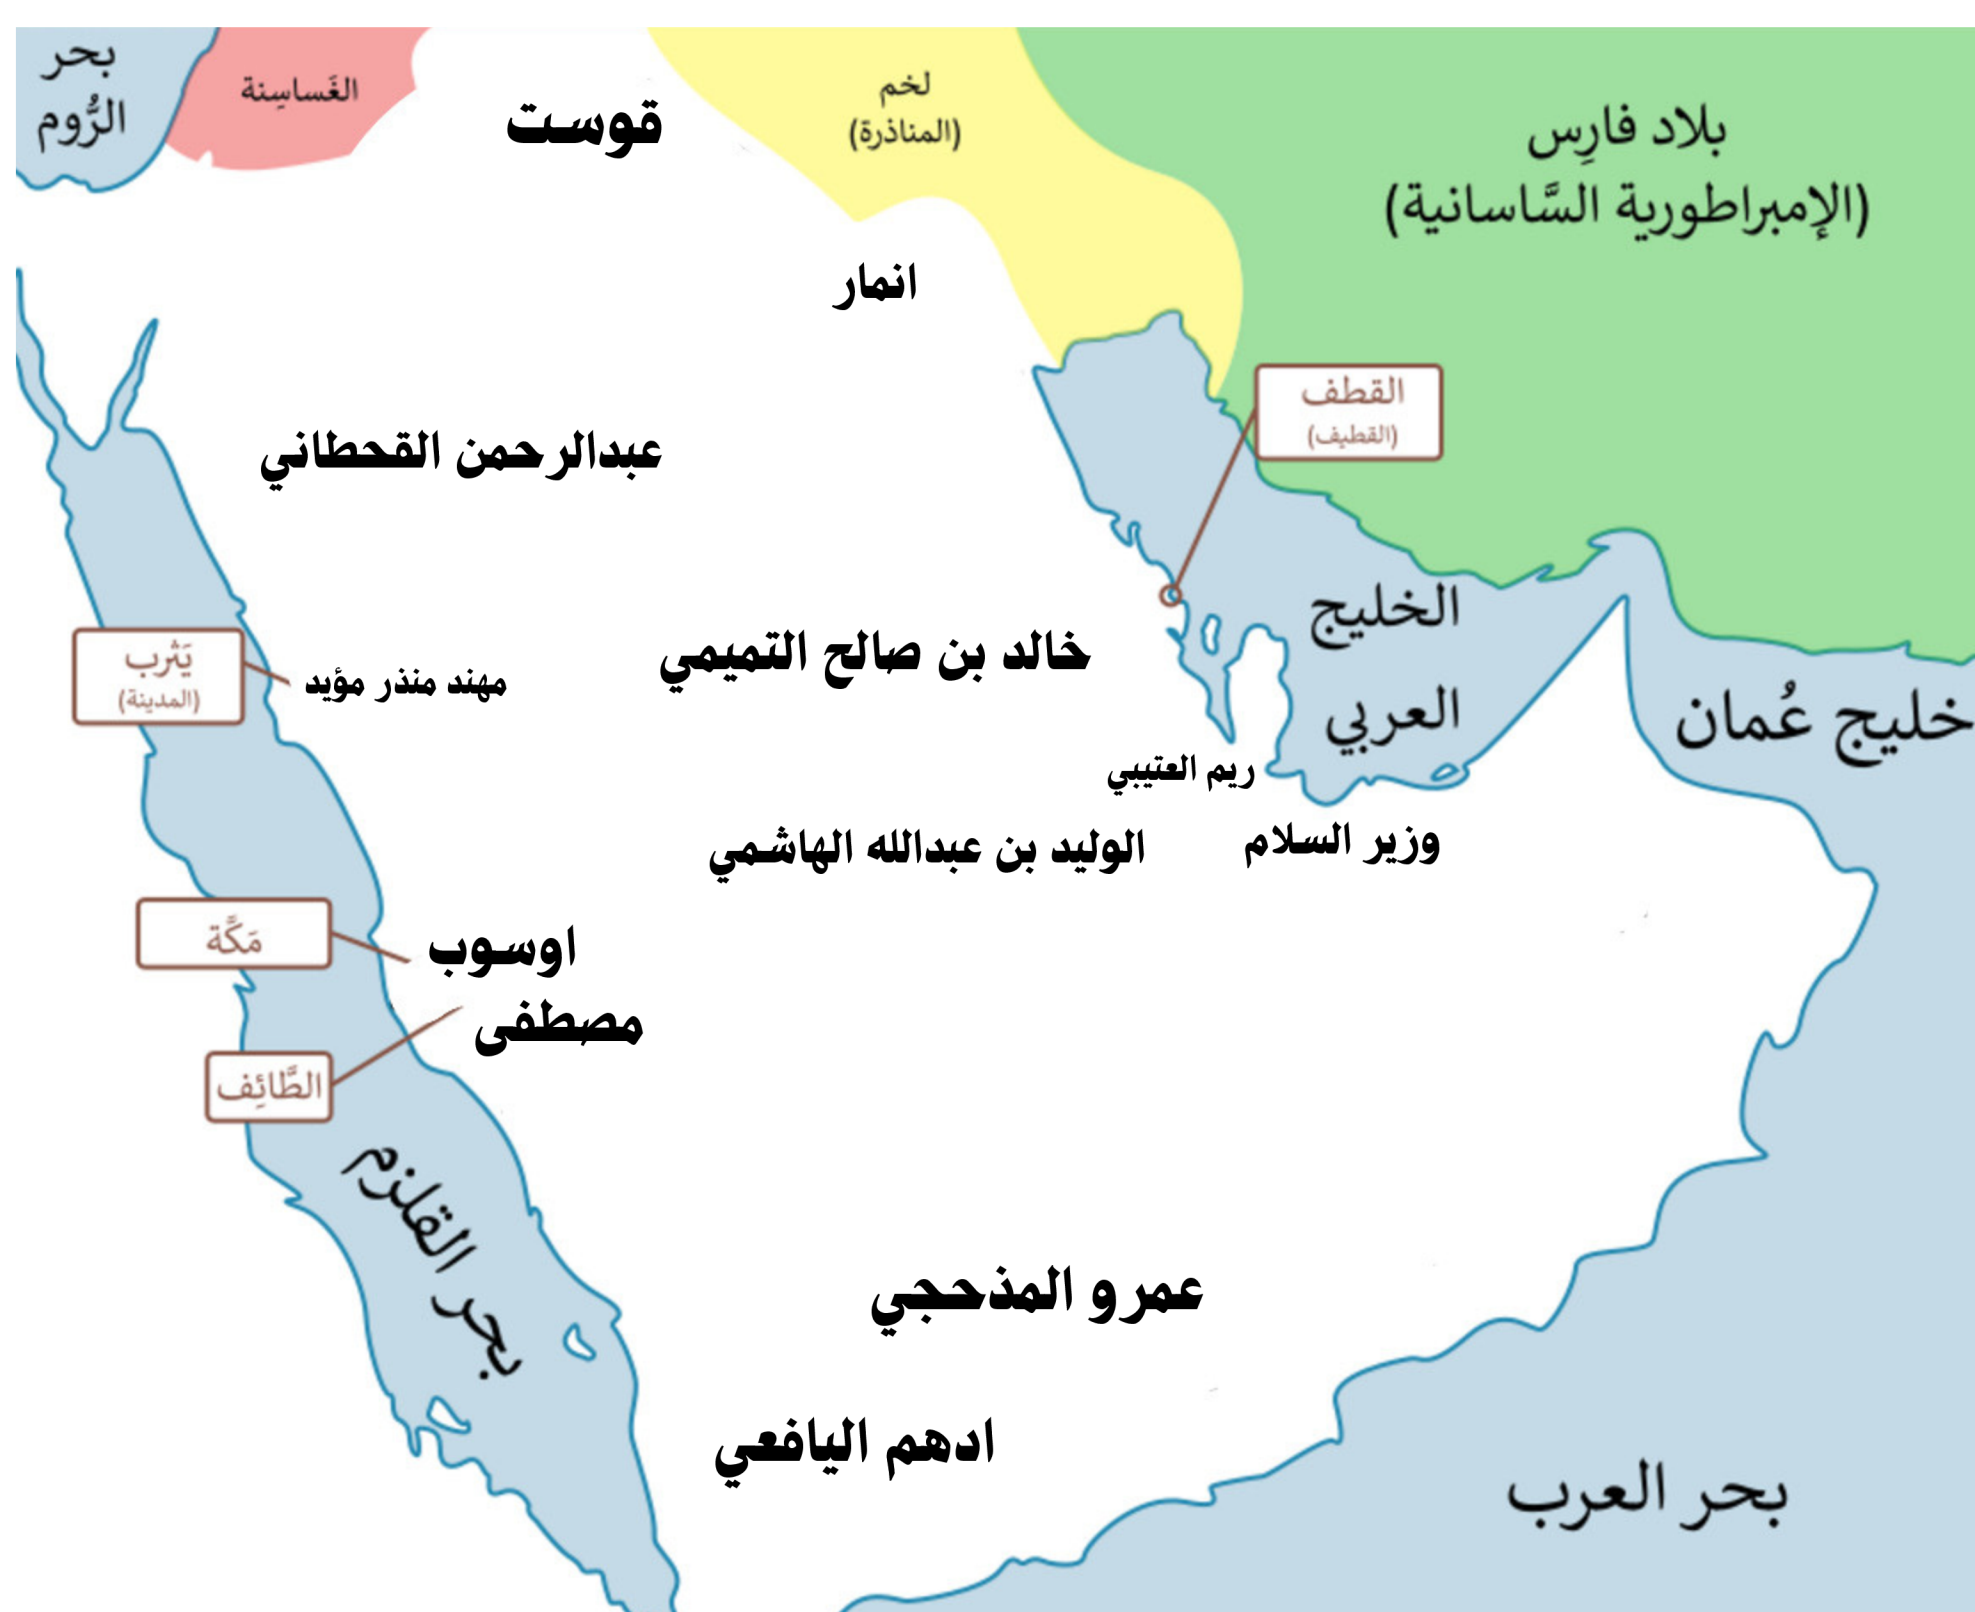 بحر
الرُّوم
الغَساسِنة
قوست
لخم
(المناذرة)
بلاد فارِس
(الإمبراطورية السَّاسانية)
انمار
القطف
(القطيف)
عبدالرحمن القحطاني
الخليج
العربي
خليج عُمان
يَثرب
(المدينة)
مهند منذر مؤيد
خالد بن صالح التميمي
ريم العتيبي
وزير السلام
الوليد بن عبدالله الهاشمي
مَكَّة
اوسوب
مصطفى
الطَّائِف
بحر القلزم
عمرو المذحجي
ادهم اليافعي
بحر العرب